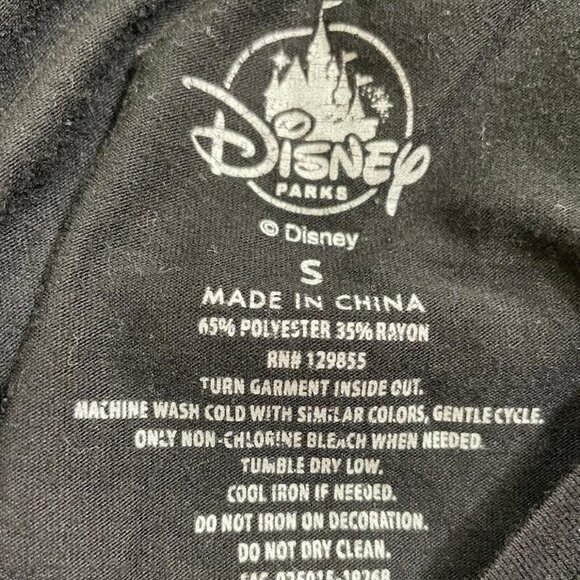 Disney
PARKS
© Disney
S
MADE IN CHINA
65% POLYESTER 35% RAYON
RN# 129855
TURN GARMENT INSIDE OUT.
MACHINE WASH COLD WITH SIMILAR COLORS, GENTLE CYCLE.
ONLY NON-CHLORINE BLEACH WHEN NEEDED.
TUMBLE DRY LOW.
COOL IRON IF NEEDED.
DO NOT IRON ON DECORATION.
DO NOT DRY CLEAN.